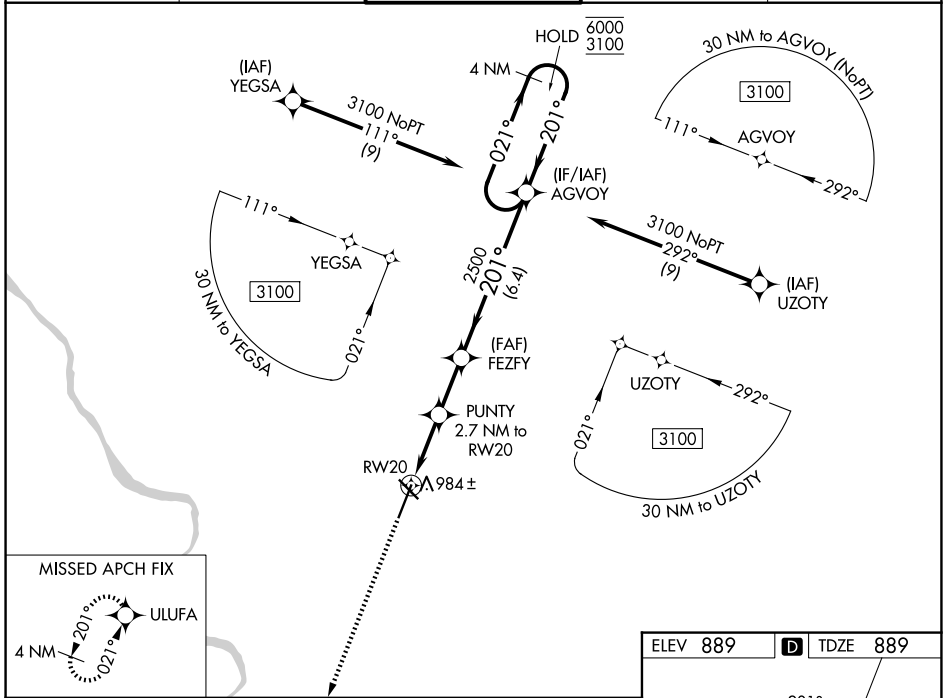 HOLD 6000
3100
4 NM
021°
201°
(IAF)
YEGSA
3100 NoPT
111°
(9)
(IF/IAF)
AGVOY
30 NM to AGVOY (NoPT)
3100
111°
AGVOY
292°
3100 NoPT
292°
(9)
(IAF)
UZOTY
111°
YEGSA
3100
021°
30 NM to YEGSA
2500
201°
(6.4)
(FAF)
FEZFY
PUNTY
2.7 NM to
RW20
RW20
984±
UZOTY
292°
021°
3100
30 NM to UZOTY
MISSED APCH FIX
ULUFA
4 NM
201°
021°
ELEV 889 D TDZE 889